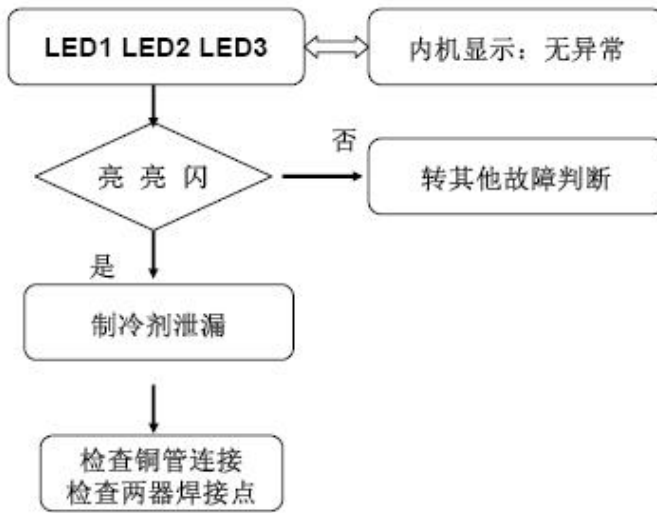 LED1 LED2 LED3
内机显示：无异常
亮 亮 闪
否
转其他故障判断
是
制冷剂泄漏
检查铜管连接
检查两器焊接点